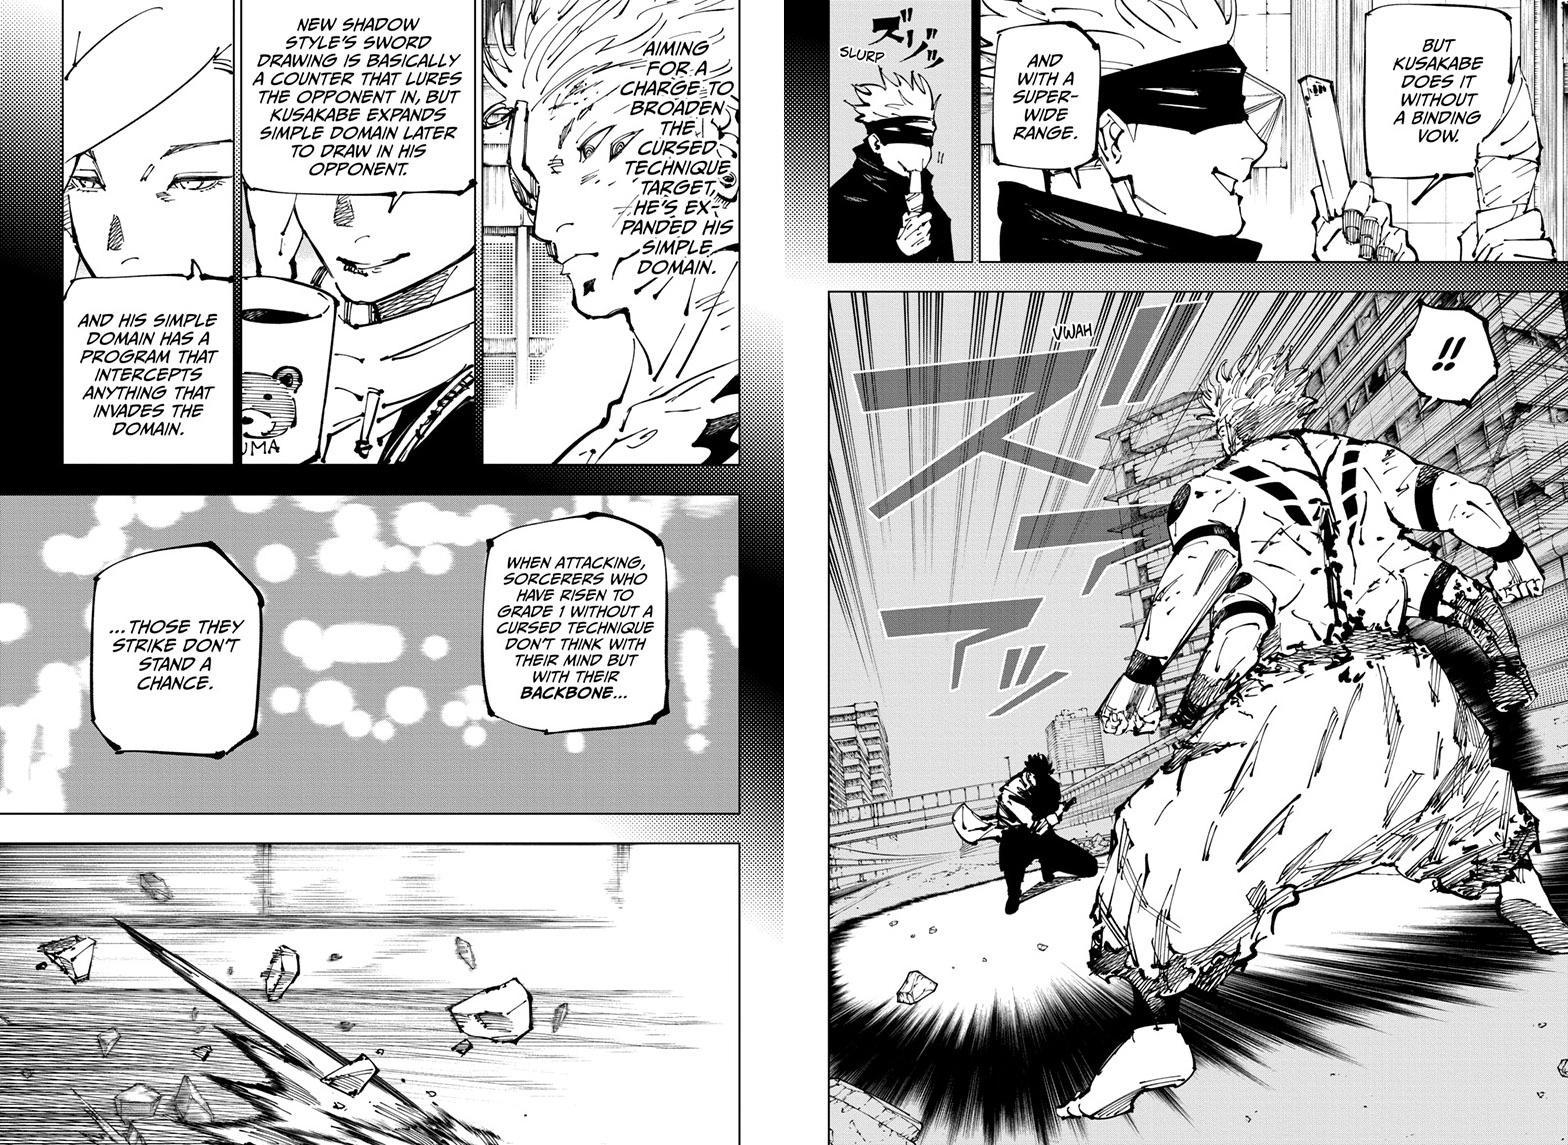 BUT
KUSAKABE
DOES IT
WITHOUT
A BINDING
VOW.
AND
WITH A
SUPER-
WIDE
RANGE.
ズズッ
SLURP
!!
VWAH
ズァッ
AIMING
FOR A
CHARGE TO
BROADEN
THE
CURSED
TECHNIQUE
TARGET,
HE'S EX-
PANDED HIS
SIMPLE
DOMAIN.
NEW SHADOW
STYLE'S SWORD
DRAWING IS BASICALLY
A COUNTER THAT LURES
THE OPPONENT IN, BUT
KUSAKABE EXPANDS
SIMPLE DOMAIN LATER
TO DRAW IN HIS
OPPONENT.
UMA
AND HIS SIMPLE
DOMAIN HAS A
PROGRAM THAT
INTERCEPTS
ANYTHING THAT
INVADES THE
DOMAIN.
WHEN ATTACKING,
SORCERERS WHO
HAVE RISEN TO
GRADE 1 WITHOUT A
CURSED TECHNIQUE
DON'T THINK WITH
THEIR MIND BUT
WITH THEIR
BACKBONE...
...THOSE THEY
STRIKE DON'T
STAND A
CHANCE.